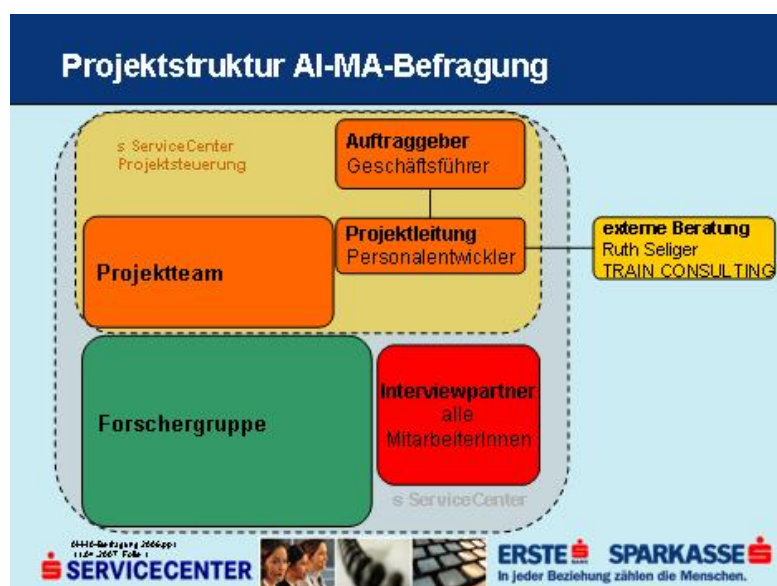 Projektstruktur AI-MA-Befragung
s ServiceCenter
Projektsteuerung
Auftraggeber
Geschäftsführer
Projektleitung
Personalentwickler
externe Beratung
Ruth Seliger
TRAIN CONSULTING
Projektteam
Forschergruppe
Interviewpartner
alle
MitarbeiterInnen
s ServiceCenter
SERVICECENTER
ERSTE BANK SPARKASSE
In jeder Beziehung zählen die Menschen.